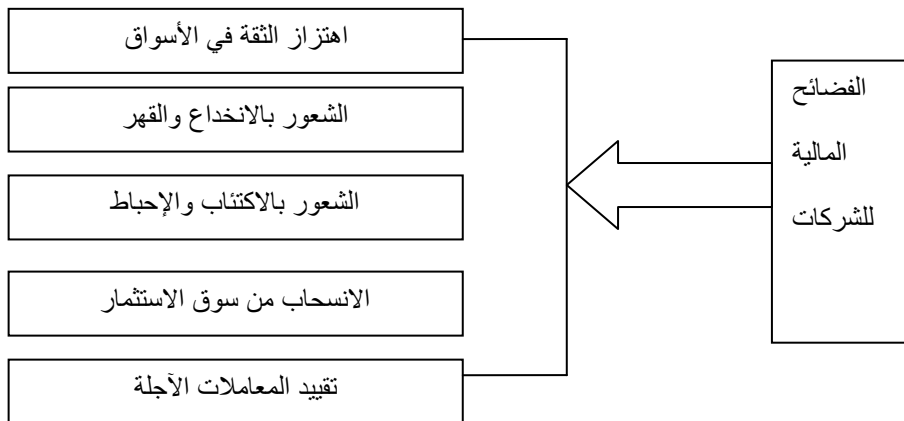 الفضائح
المالية
للشركات
اهتزاز الثقة في الأسواق
الشعور بالانخداع والقهر
الشعور بالاكتئاب والإحباط
الانسحاب من سوق الاستثمار
تقييد المعاملات الآجلة